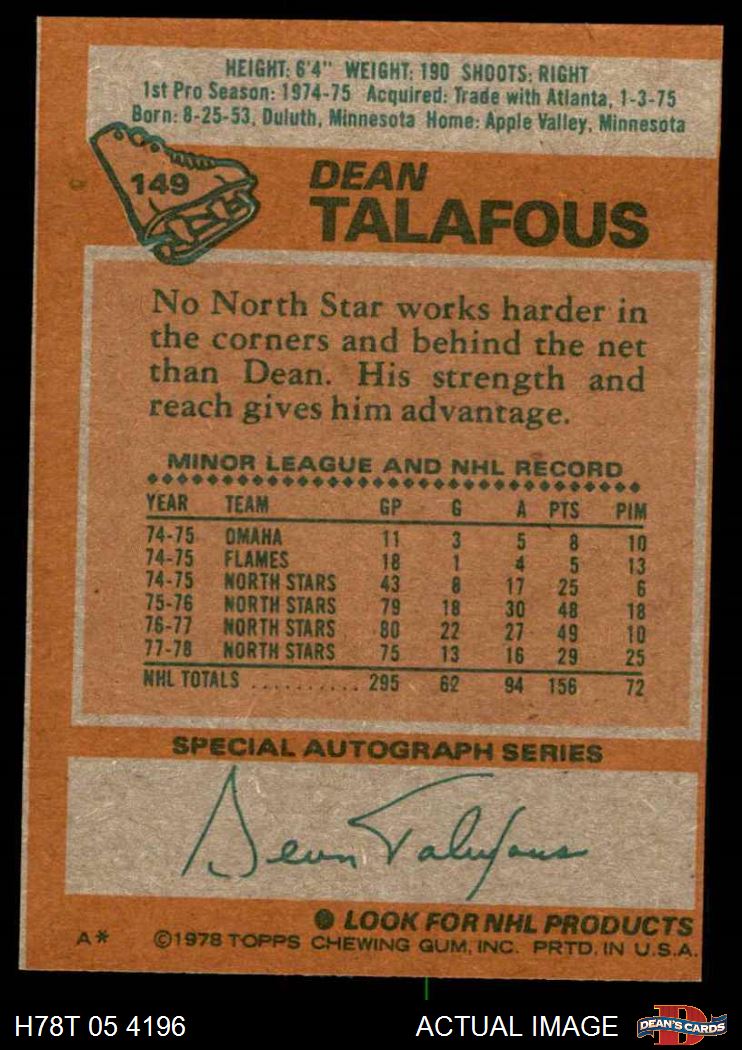 HEIGHT: 6'4" WEIGHT: 190 SHOOTS: RIGHT
1st Pro Season: 1974-75 Acquired: Trade with Atlanta, 1-3-75
Born: 8-25-53, Duluth, Minnesota Home: Apple Valley, Minnesota
149
DEAN
TALAFOUS
No North Star works harder in
the corners and behind the net
than Dean. His strength and
reach gives him advantage.
MINOR LEAGUE AND NHL RECORD
YEAR TEAM GP G A PTS PIM
74-75 OMAHA 11 3 5 8 10
74-75 FLAMES 18 1 4 5 13
74-75 NORTH STARS 43 8 17 25 6
75-76 NORTH STARS 79 18 30 48 18
76-77 NORTH STARS 80 22 27 49 10
77-78 NORTH STARS 75 13 16 29 25
NHL TOTALS .......... 295 62 94 156 72
SPECIAL AUTOGRAPH SERIES
Dean Talafous
LOOK FOR NHL PRODUCTS
A* ©1978 TOPPS CHEWING GUM, INC. PRTD. IN U.S.A.
H78T 05 4196 ACTUAL IMAGE D DEAN'S CARDS